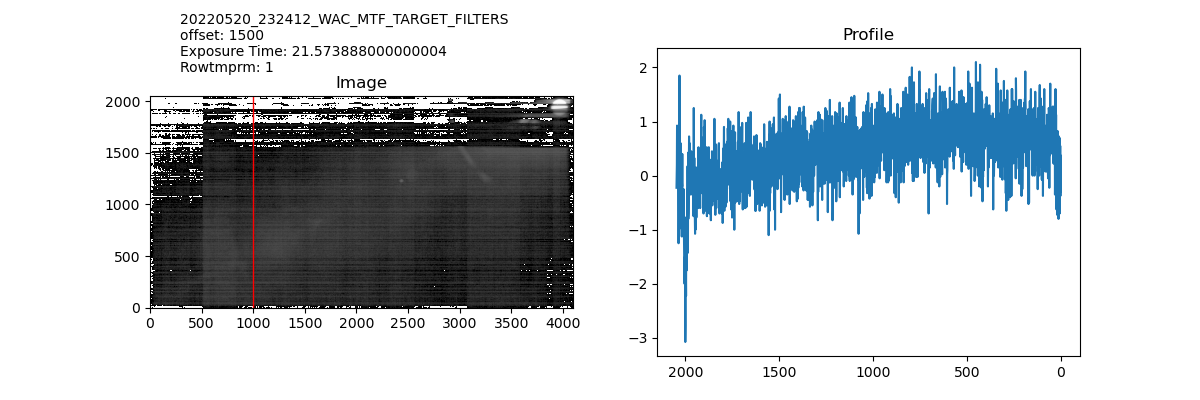 20220520_232412_WAC_MTF_TARGET_FILTERS
offset: 1500
Exposure Time: 21.573888000000004
Rowtmprm: 1
Image
2000
1500
1000
500
0
0 500 1000 1500 2000 2500 3000 3500 4000
Profile
2
1
0
−1
−2
−3
2000 1500 1000 500 0